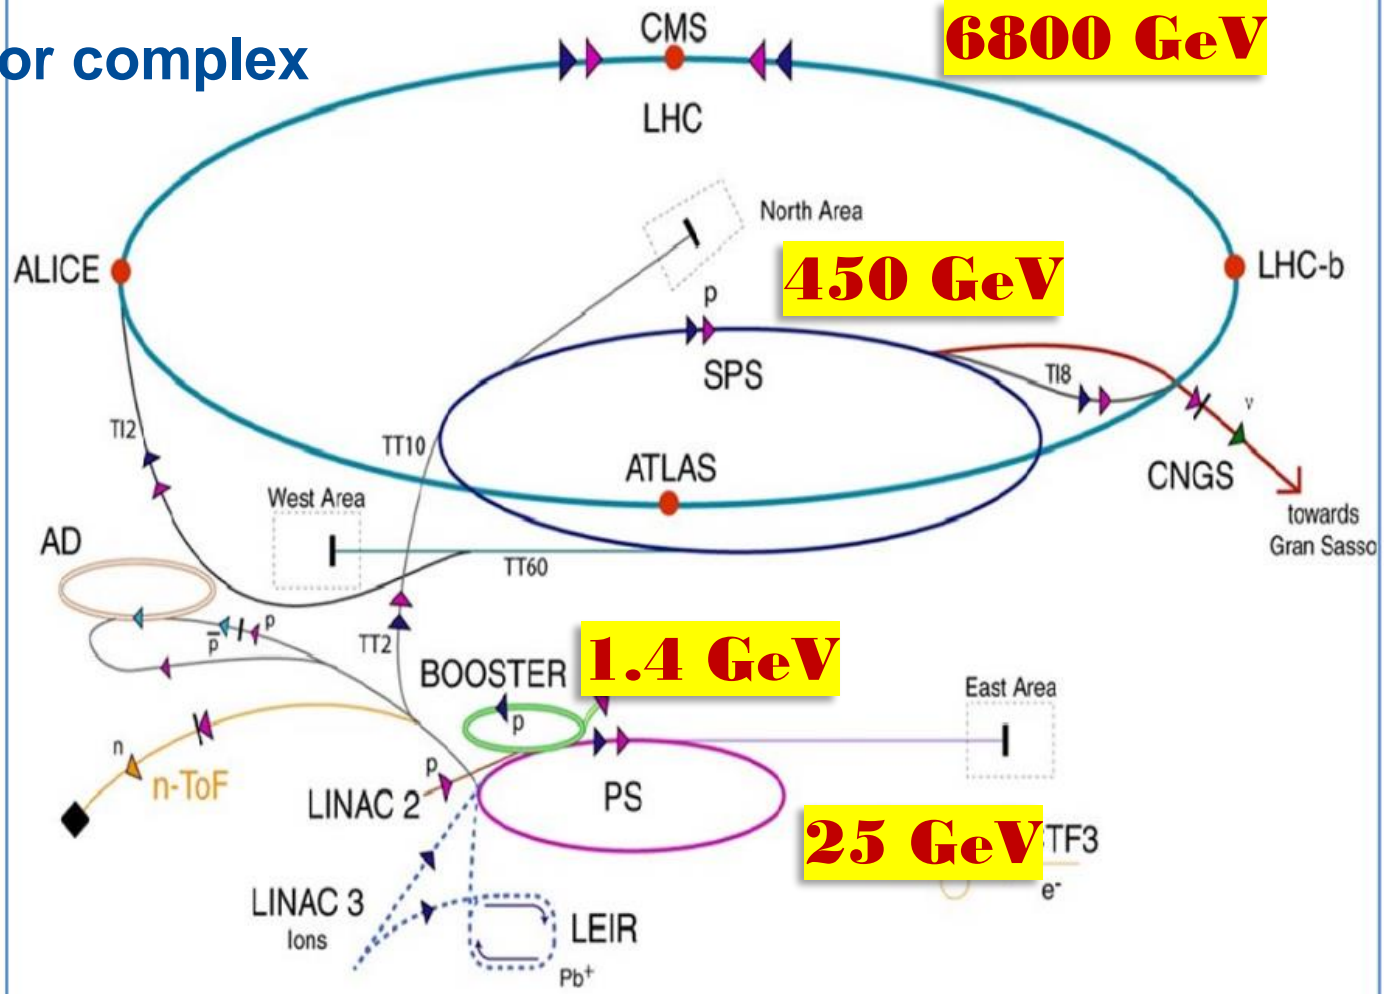 or complex
CMS
6800 GeV
LHC
North Area
ALICE
450 GeV
LHC-b
p
SPS
TI8
TI2
TT10
ν
ATLAS
CNGS
West Area
towards
Gran Sasso
AD
TT60
p
p̅
TT2
BOOSTER
1.4 GeV
East Area
p
n
p
n-ToF
LINAC 2
PS
25 GeV
TF3
e-
LINAC 3
Ions
LEIR
Pb+